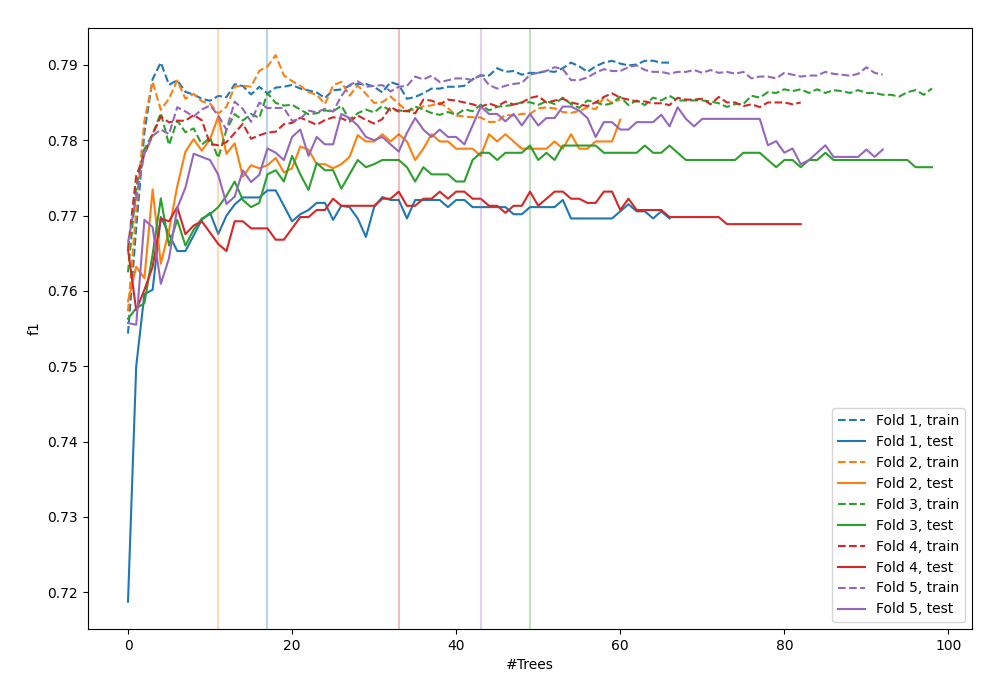 0.79
0.78
0.77
0.76
0.75
0.74
0.73
0.72
f1
0
20
40
60
80
100
#Trees
Fold 1, train
Fold 1, test
Fold 2, train
Fold 2, test
Fold 3, train
Fold 3, test
Fold 4, train
Fold 4, test
Fold 5, train
Fold 5, test